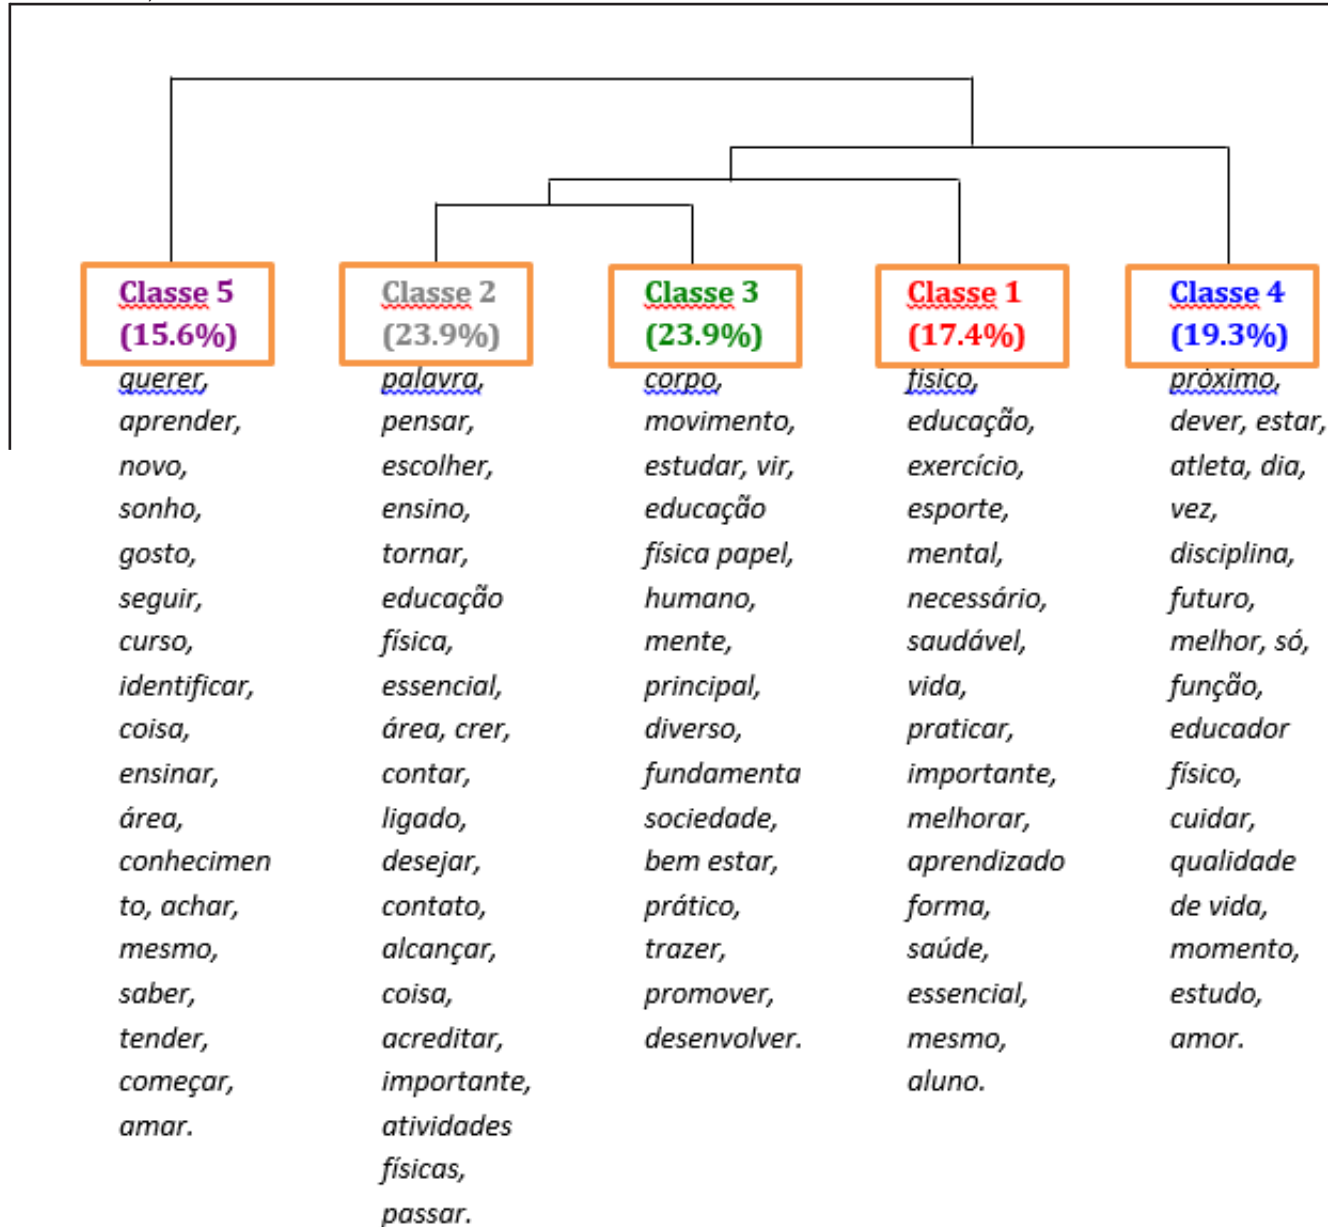 Classe 5
(15.6%)
querer,
aprender,
novo,
sonho,
gosto,
seguir,
curso,
identificar,
coisa,
ensinar,
área,
conhecimen
to, achar,
mesmo,
saber,
tender,
começar,
amar.
Classe 2
(23.9%)
palavra,
pensar,
escolher,
ensino,
tornar,
educação
física,
essencial,
área, crer,
contar,
ligado,
desejar,
contato,
alcançar,
coisa,
acreditar,
importante,
atividades
físicas,
passar.
Classe 3
(23.9%)
corpo,
movimento,
estudar, vir,
educação
física papel,
humano,
mente,
principal,
diverso,
fundamenta
sociedade,
bem estar,
prático,
trazer,
promover,
desenvolver.
Classe 1
(17.4%)
físico,
educação,
exercício,
esporte,
mental,
necessário,
saudável,
vida,
praticar,
importante,
melhorar,
aprendizado
forma,
saúde,
essencial,
mesmo,
aluno.
Classe 4
(19.3%)
próximo,
dever, estar,
atleta, dia,
vez,
disciplina,
futuro,
melhor, só,
função,
educador
físico,
cuidar,
qualidade
de vida,
momento,
estudo,
amor.